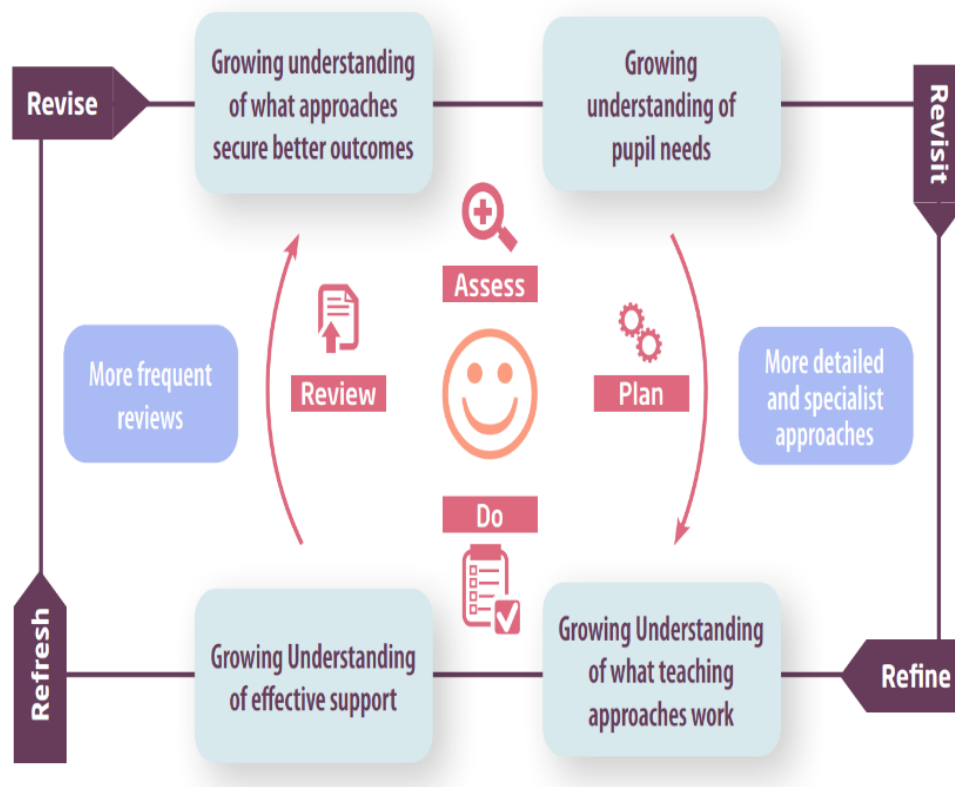 Growing understanding
of what approaches
secure better outcomes
Growing
understanding of
pupil needs
Revise
Revisit
Assess
Review
Plan
More frequent
reviews
More detailed
and specialist
approaches
Do
Refresh
Growing Understanding
of effective support
Growing Understanding
of what teaching
approaches work
Refine